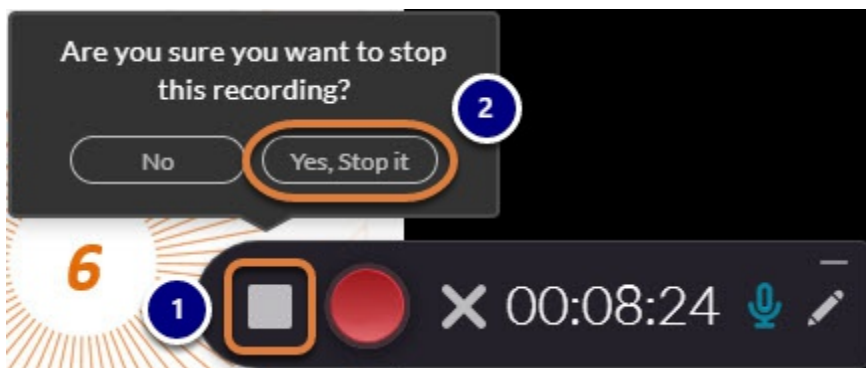 Are you sure you want to stop
this recording?
2
No
Yes, Stop it
6
1
00:08:24